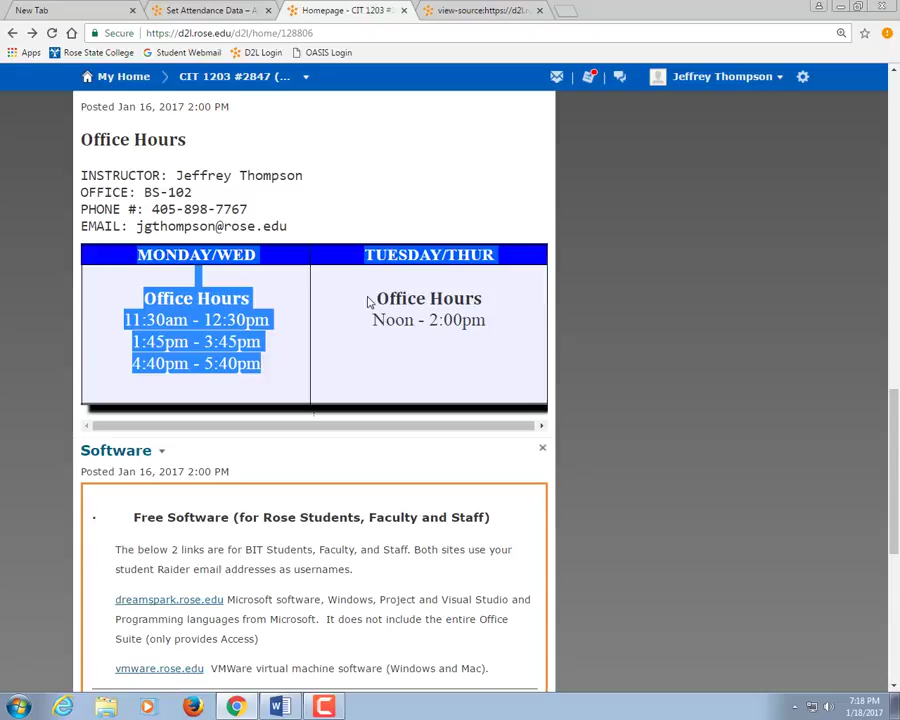 New Tab
Set Attendance Data – A
Homepage - CIT 1203 #2
view-source:https://d2l.
Secure
https://d2l.rose.edu/d2l/home/128806
Apps
Rose State College
Student Webmail
D2L Login
OASIS Login
My Home
CIT 1203 #2847 (...
Jeffrey Thompson
Posted Jan 16, 2017 2:00 PM
Office Hours
INSTRUCTOR: Jeffrey Thompson
OFFICE: BS-102
PHONE #: 405-898-7767
EMAIL: jgthompson@rose.edu
MONDAY/WED
TUESDAY/THUR
Office Hours
11:30am - 12:30pm
1:45pm - 3:45pm
4:40pm - 5:40pm
Office Hours
Noon - 2:00pm
Software
Posted Jan 16, 2017 2:00 PM
· Free Software (for Rose Students, Faculty and Staff)
The below 2 links are for BIT Students, Faculty, and Staff. Both sites use your
student Raider email addresses as usernames.
dreamspark.rose.edu Microsoft software, Windows, Project and Visual Studio and
Programming languages from Microsoft. It does not include the entire Office
Suite (only provides Access)
vmware.rose.edu VMWare virtual machine software (Windows and Mac).
7:18 PM
1/18/2017